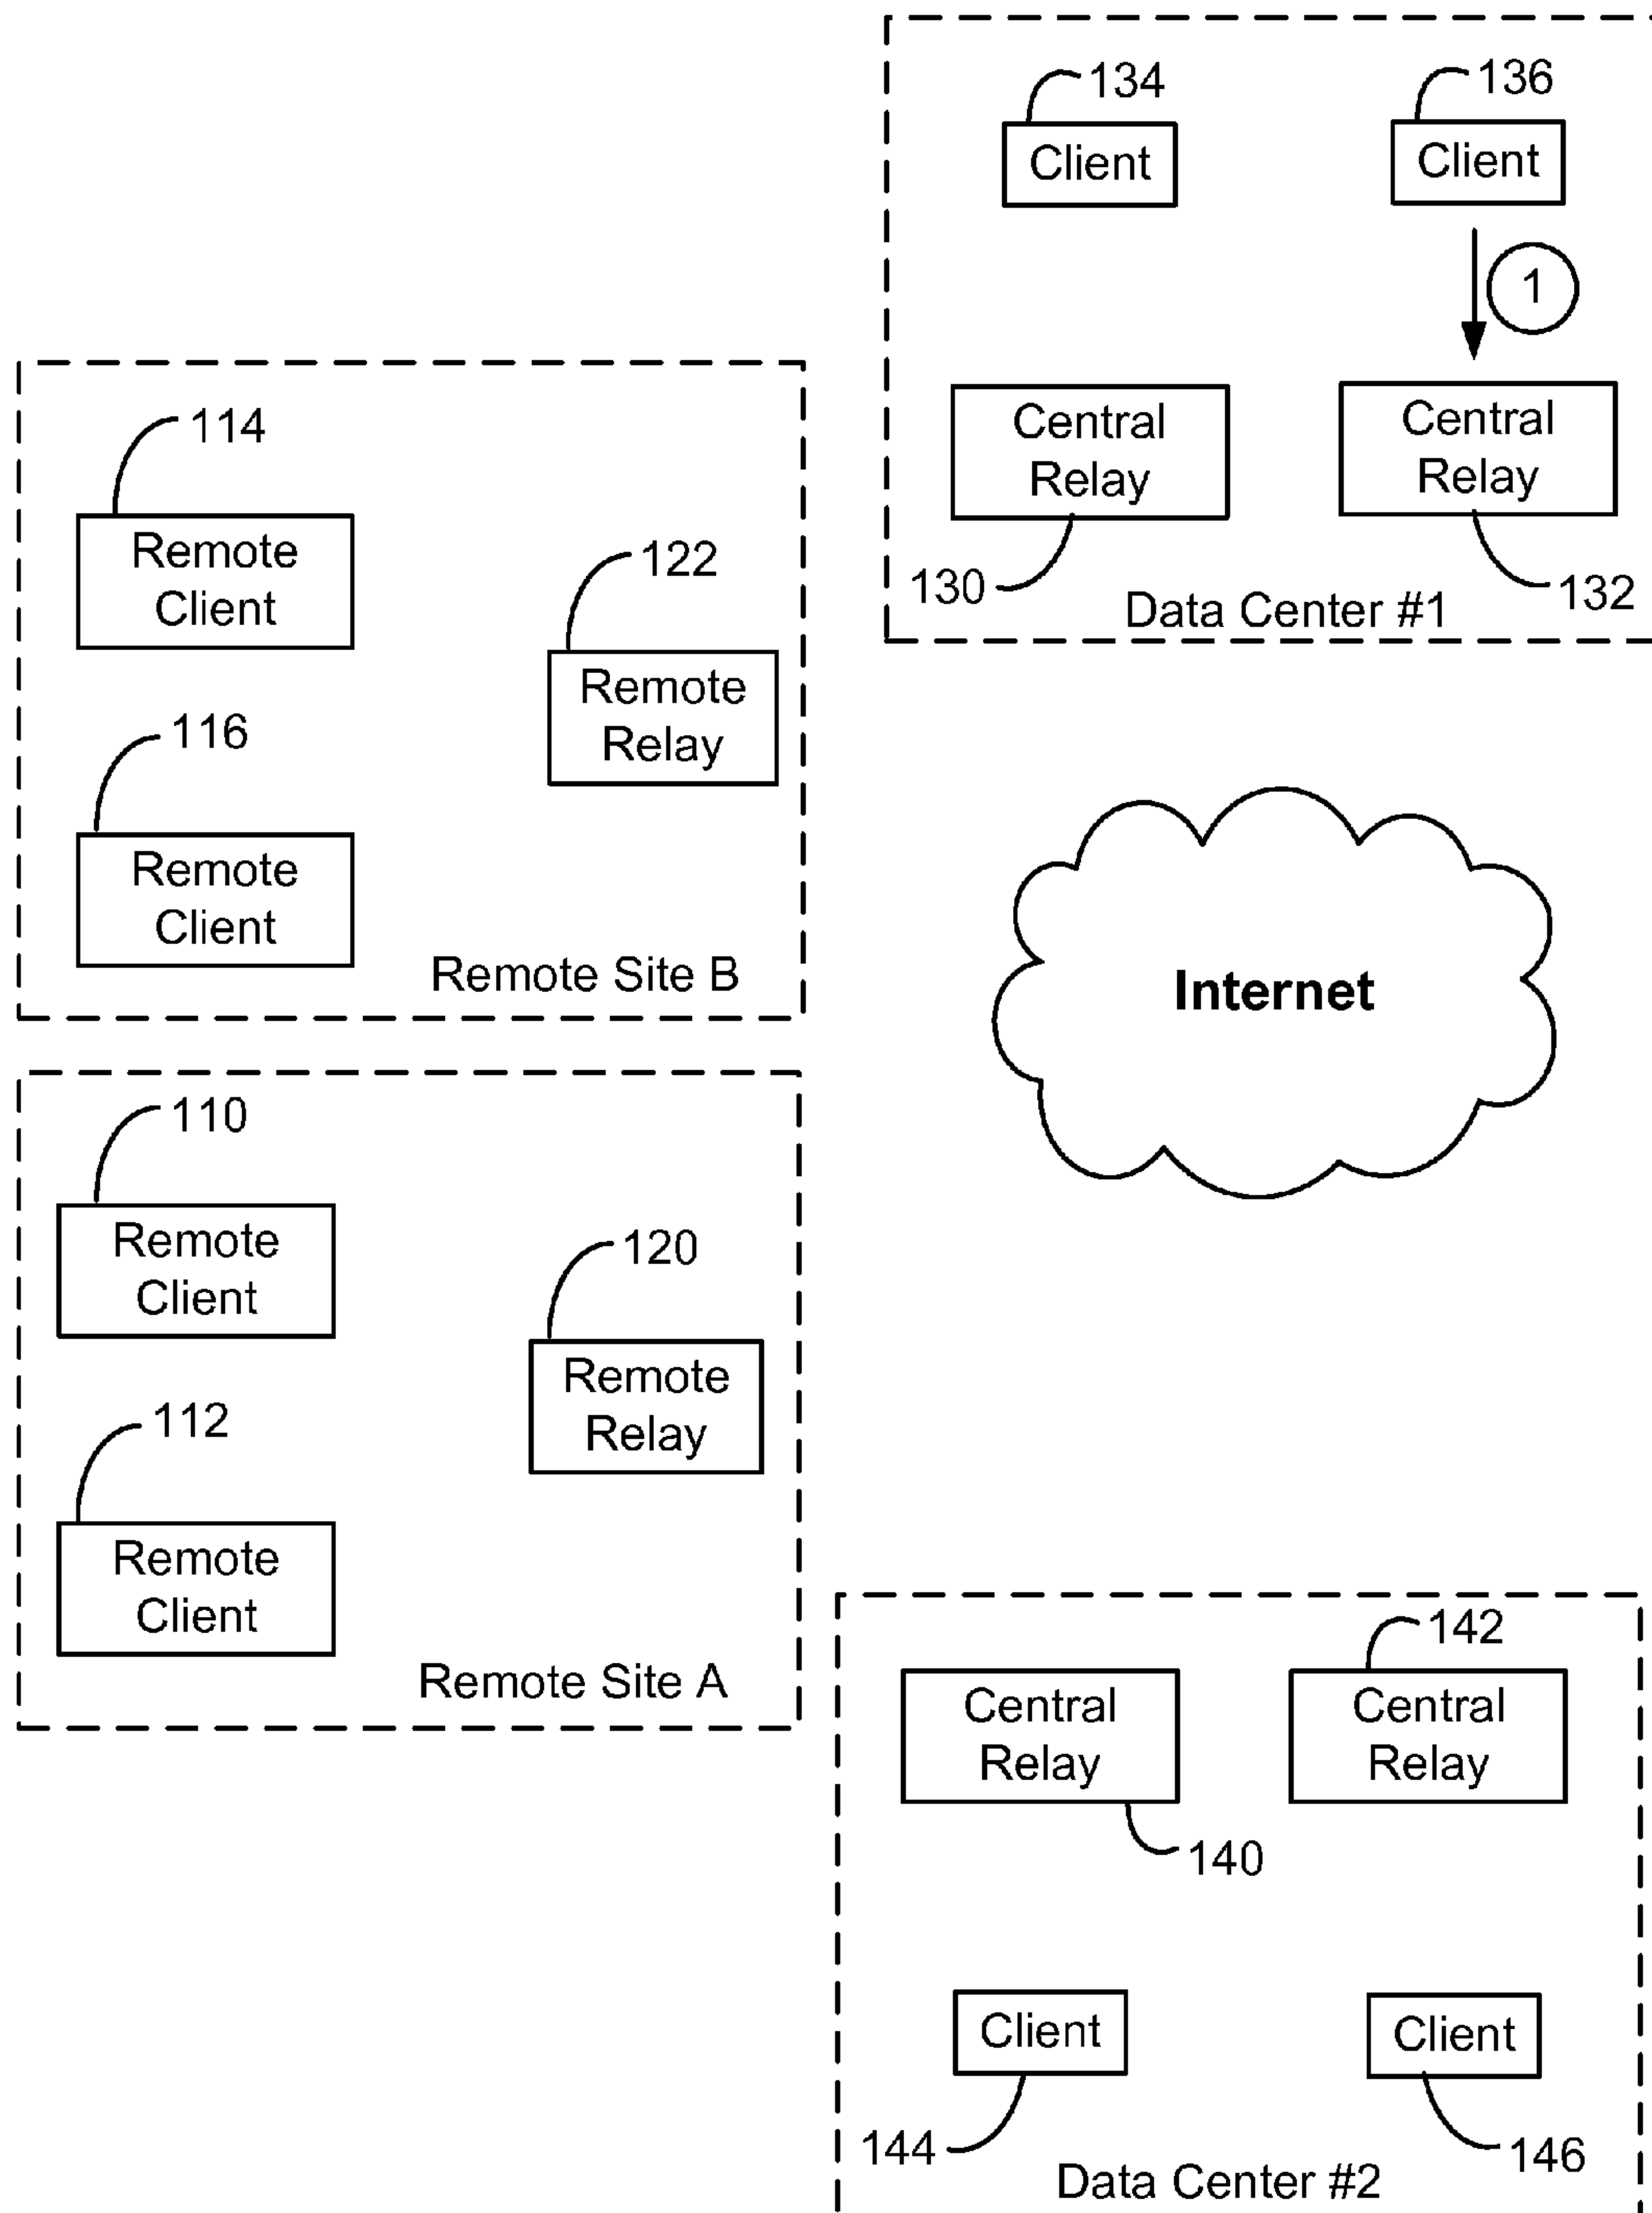 134
136
Client
Client
1
Central
Relay
Central
Relay
130
132
Data Center #1
114
Remote
Client
122
Remote
Relay
116
Remote
Client
Remote Site B
Internet
110
Remote
Client
120
Remote
Relay
112
Remote
Client
Remote Site A
142
Central
Relay
Central
Relay
140
Client
Client
144
146
Data Center #2